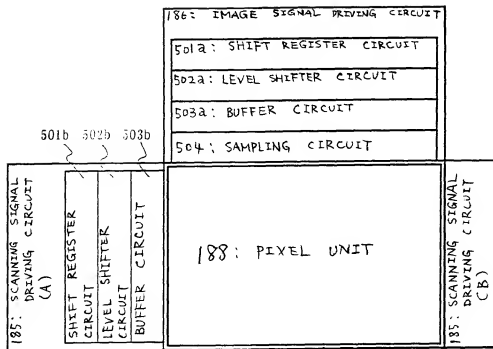 186: IMAGE SIGNAL DRIVING CIRCUIT
501a: SHIFT REGISTER CIRCUIT
502a: LEVEL SHIFTER CIRCUIT
503a: BUFFER CIRCUIT
504: SAMPLING CIRCUIT
501b 502b 503b
185: SCANNING SIGNAL
DRIVING CIRCUIT
(A)
SHIFT REGISTER
CIRCUIT
LEVEL SHIFTER
CIRCUIT
BUFFER CIRCUIT
188: PIXEL UNIT
185: SCANNING SIGNAL
DRIVING CIRCUIT
(B)